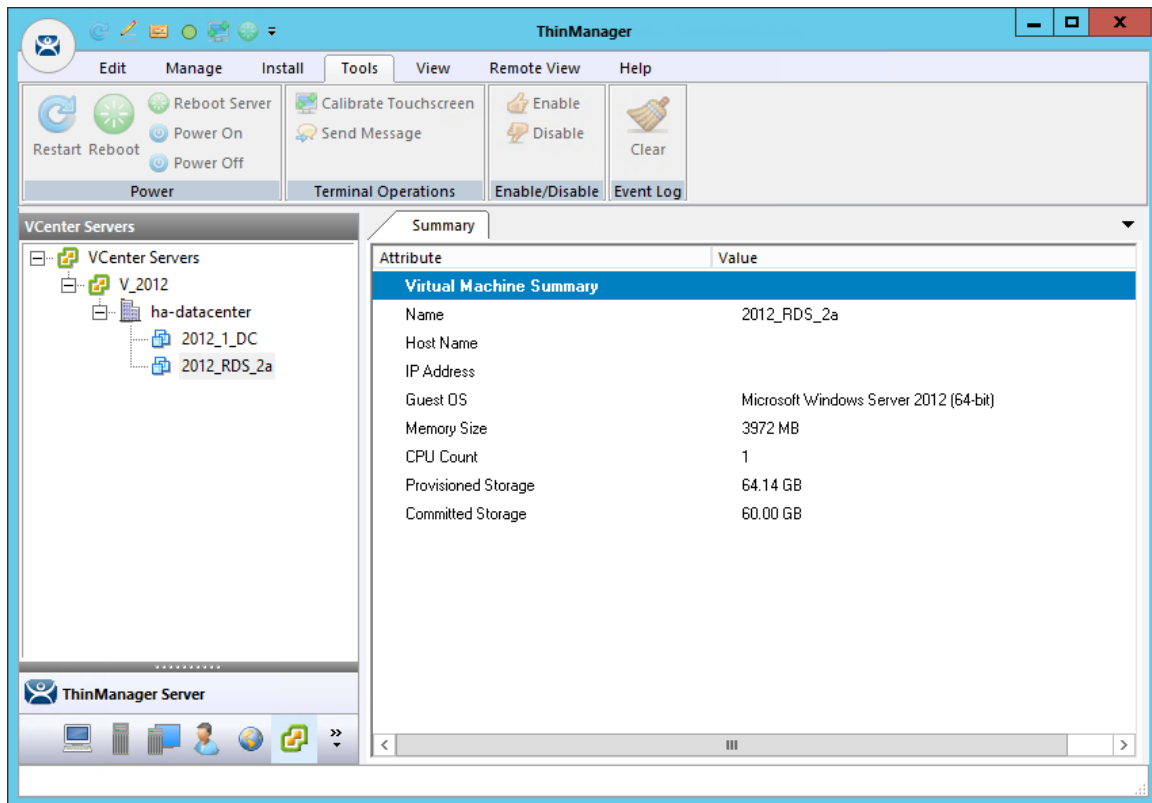 ThinManager
Edit Manage Install Tools View Remote View Help
Restart Reboot Reboot Server Power On Power Off
Calibrate Touchscreen Send Message
Enable Disable
Clear
Power Terminal Operations Enable/Disable Event Log
VCenter Servers
VCenter Servers
V_2012
ha-datacenter
2012_1_DC
2012_RDS_2a
ThinManager Server
Summary
Attribute Value
Virtual Machine Summary
Name 2012_RDS_2a
Host Name
IP Address
Guest OS Microsoft Windows Server 2012 (64-bit)
Memory Size 3972 MB
CPU Count 1
Provisioned Storage 64.14 GB
Committed Storage 60.00 GB